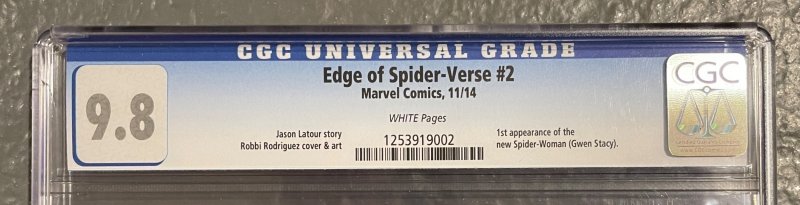 CGC UNIVERSAL GRADE
9.8
Edge of Spider-Verse #2
Marvel Comics, 11/14
WHITE Pages
Jason Latour story
Robbi Rodriguez cover & art
1253919002
1st appearance of the
new Spider-Woman (Gwen Stacy).
CGC